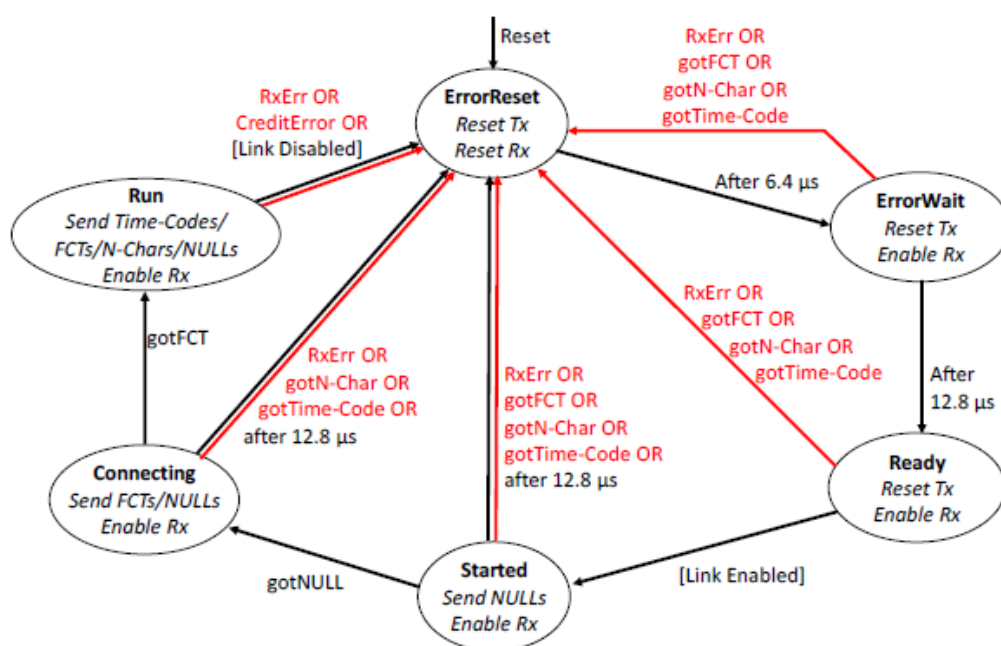 Reset
RxErr OR
gotFCT OR
gotN-Char OR
gotTime-Code
RxErr OR
CreditError OR
[Link Disabled]
ErrorReset
Reset Tx
Reset Rx
After 6.4 µs
Run
Send Time-Codes/
FCTs/N-Chars/NULLs
Enable Rx
ErrorWait
Reset Tx
Enable Rx
gotFCT
RxErr OR
gotN-Char OR
gotTime-Code OR
after 12.8 µs
RxErr OR
gotFCT OR
gotN-Char OR
gotTime-Code OR
after 12.8 µs
RxErr OR
gotFCT OR
gotN-Char OR
gotTime-Code
After
12.8 µs
Connecting
Send FCTs/NULLs
Enable Rx
Ready
Reset Tx
Enable Rx
gotNULL
Started
Send NULLs
Enable Rx
[Link Enabled]